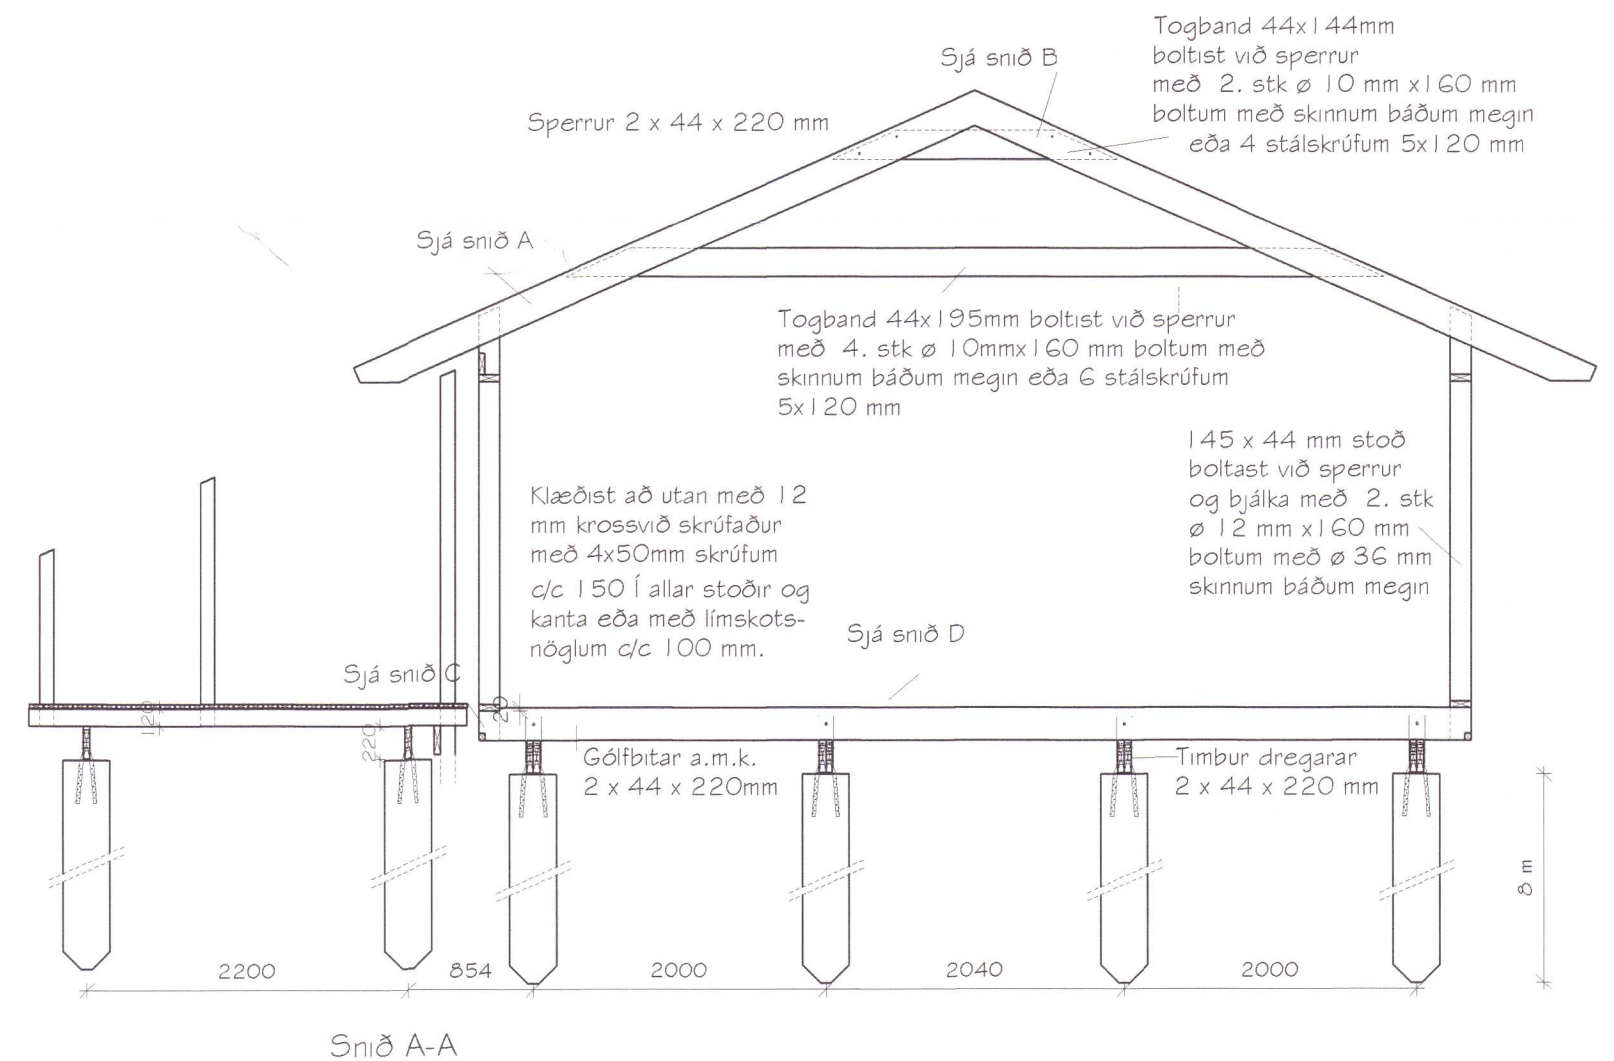 Togband 44x144mm
boltist við sperrur
með 2. stk ø 10 mm x160 mm
boltum með skinnum báðum megin
eða 4 stálskrúfum 5x120 mm
Sjá snið B
Sperrur 2 x 44 x 220 mm
Sjá snið A
Togband 44x195mm boltist við sperrur
með 4. stk ø 10mmx160 mm boltum með
skinnum báðum megin eða 6 stálskrúfum
5x120 mm
145 x 44 mm stoð
boltast við sperrur
og bjálka með 2. stk
ø 12 mm x160 mm
boltum með ø 36 mm
skinnum báðum megin
Klæðist að utan með 12
mm krossvið skrúfaður
með 4x50mm skrúfum
c/c 150 Í allar stoðir og
kanta eða með límskots-
nöglum c/c 100 mm.
Sjá snið D
Sjá snið C
120
220
Gólfbitar a.m.k.
2 x 44 x 220mm
Timbur dregarar
2 x 44 x 220 mm
8 m
2200
854
2000
2040
2000
Snið A-A